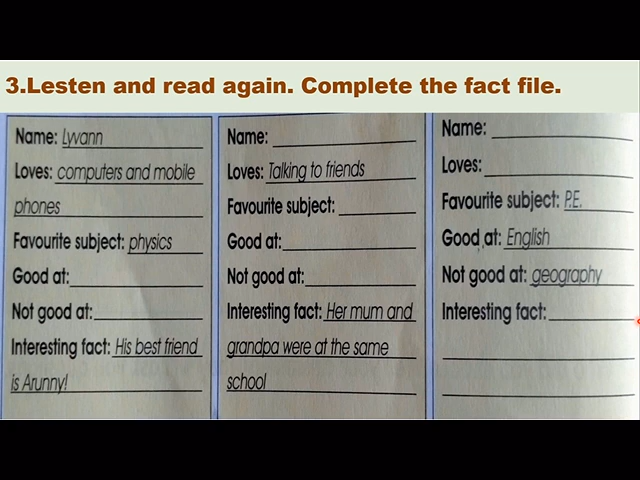 3.Lesten and read again. Complete the fact file.
Name: Lyvann
Loves: computers and mobile
phones
Favourite subject: physics
Good at:
Not good at:
Interesting fact: His best friend
is Arunny!
Name:
Loves: Talking to friends
Favourite subject:
Good at:
Not good at:
Interesting fact: Her mum and
grandpa were at the same
school
Name:
Loves:
Favourite subject: P.E.
Good at: English
Not good at: geography
Interesting fact: